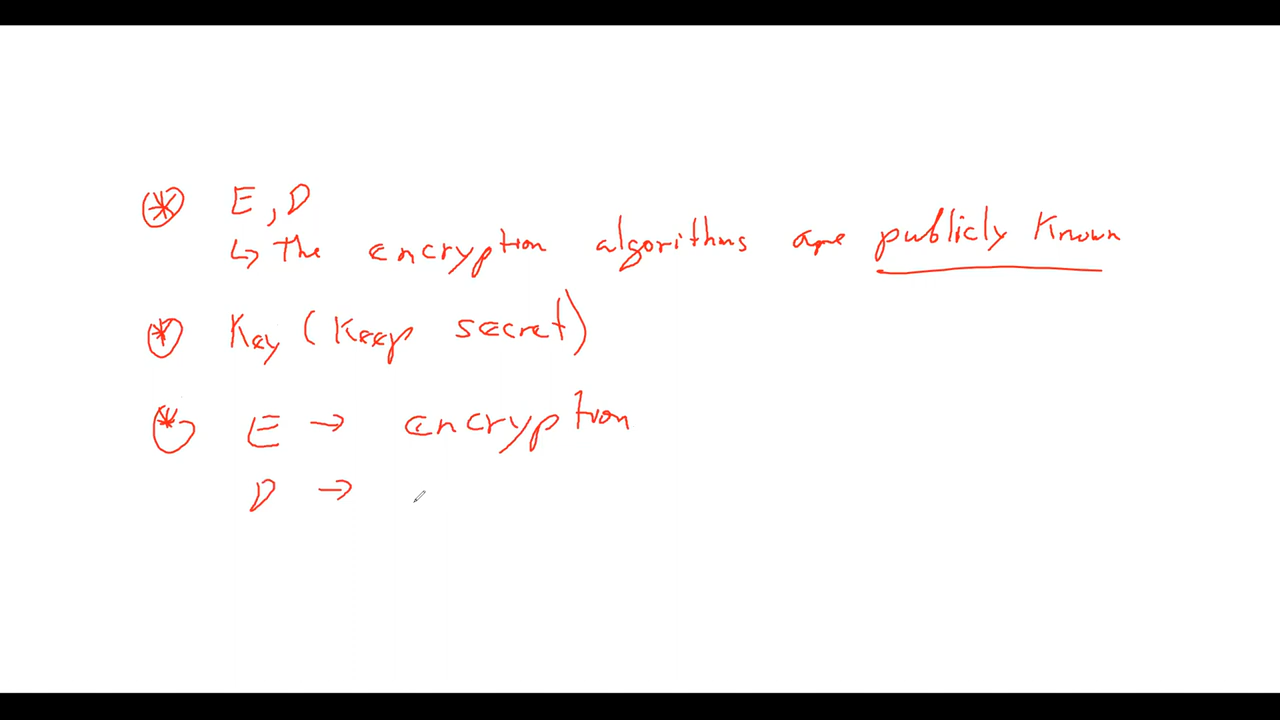 ⊛ E, D
↳ The encryption algorithms are publicly known
⊛ Key (Keep secret)
⊛ E → encryption
D →